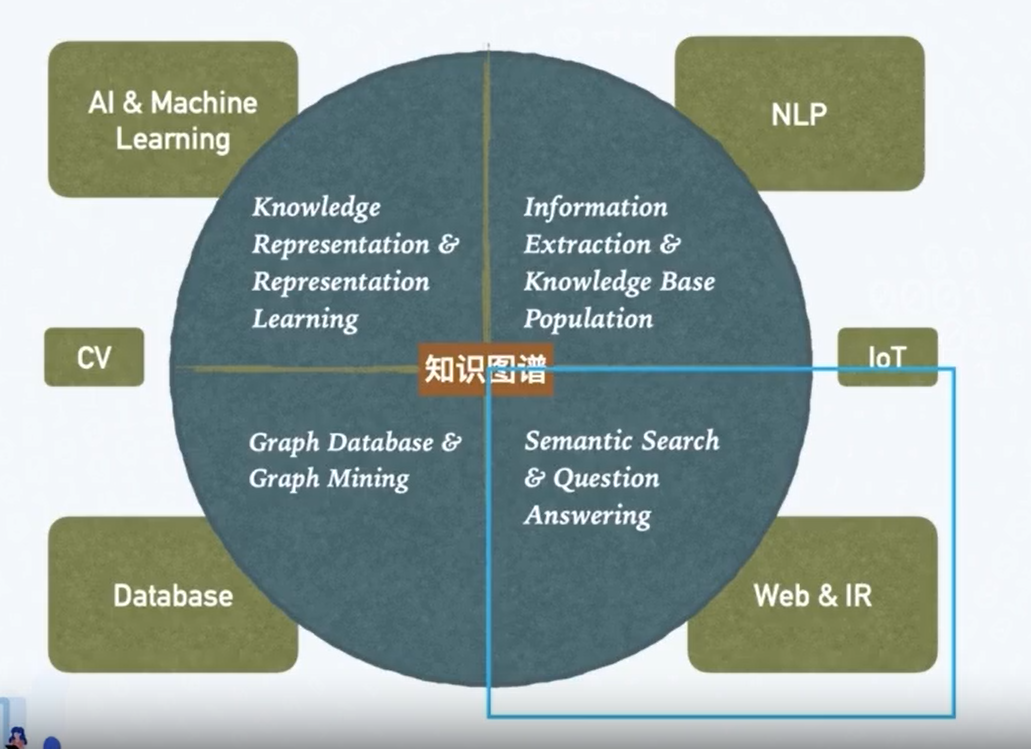 AI & Machine
Learning
NLP
Knowledge
Representation &
Representation
Learning
Information
Extraction &
Knowledge Base
Population
CV
知识图谱
IoT
Graph Database &
Graph Mining
Semantic Search
& Question
Answering
Database
Web & IR